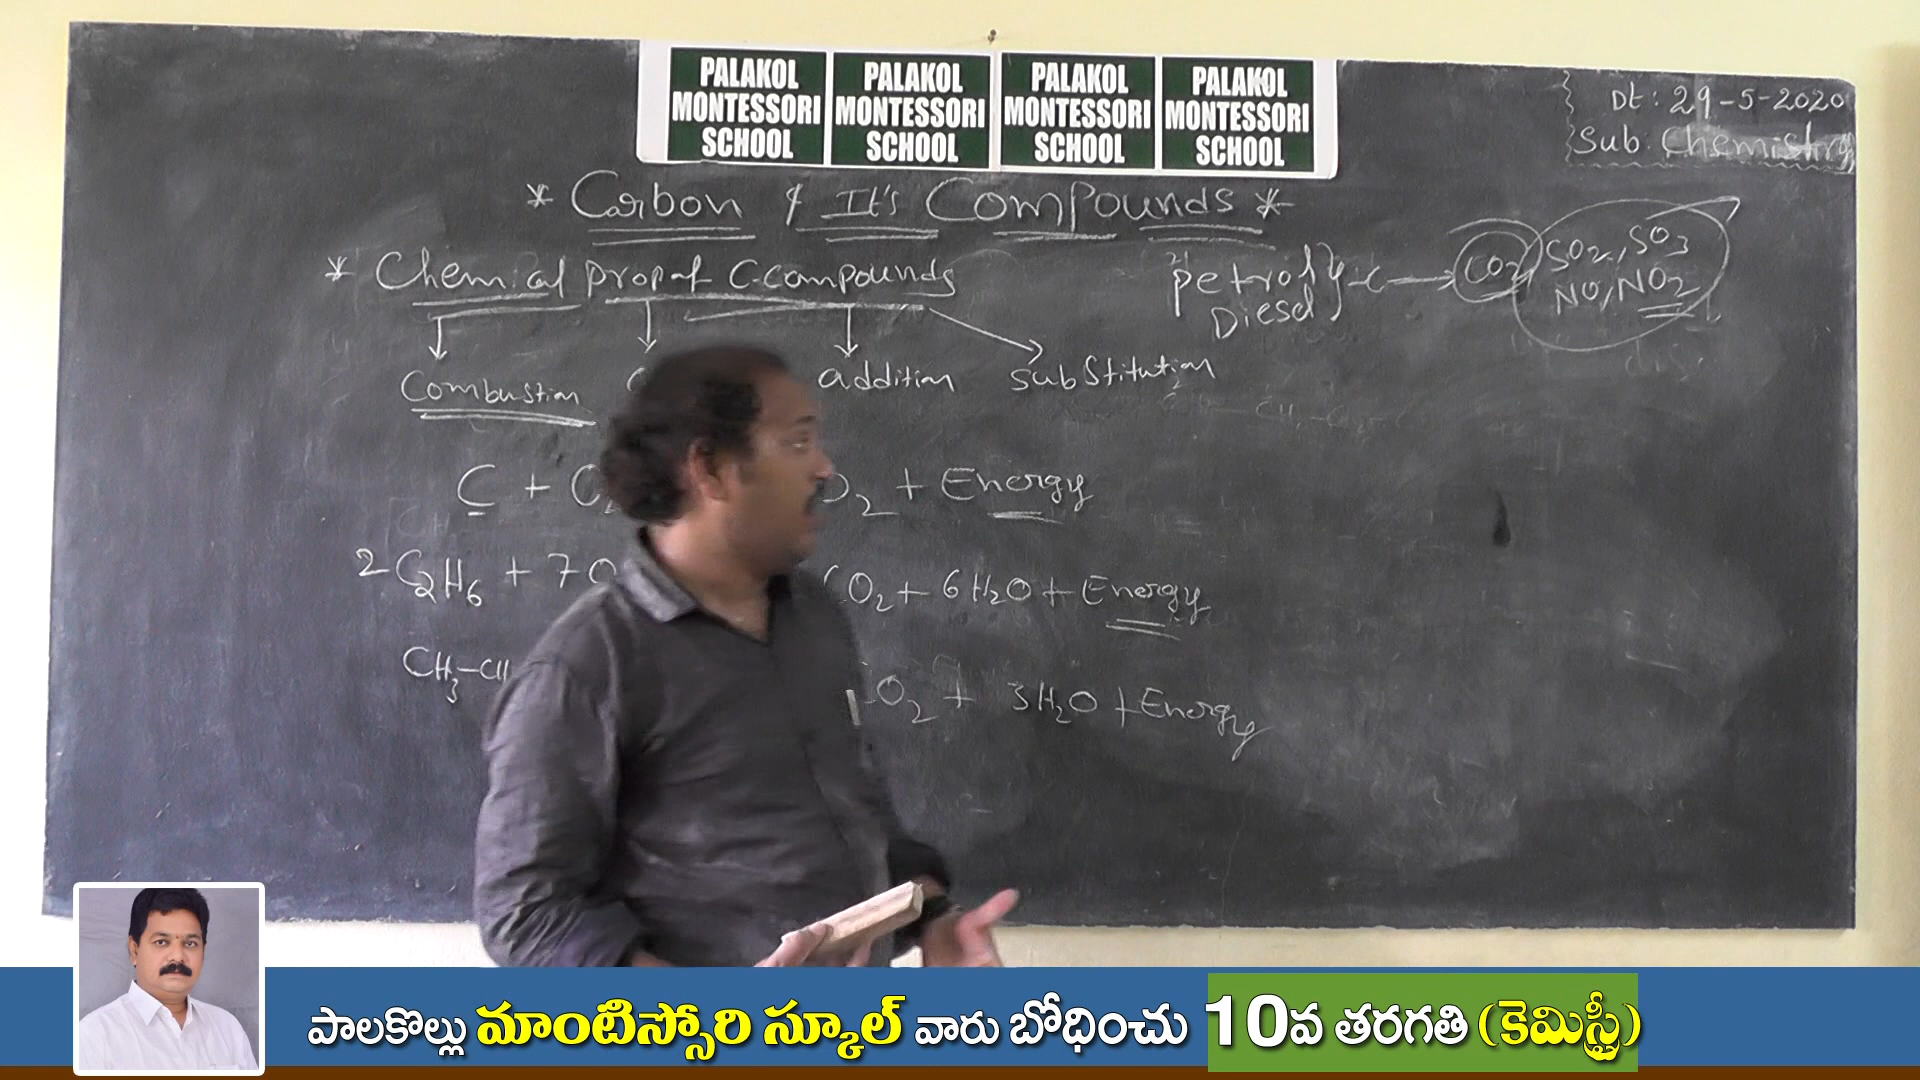 PALAKOL MONTESSORI SCHOOL
PALAKOL MONTESSORI SCHOOL
PALAKOL MONTESSORI SCHOOL
PALAKOL MONTESSORI SCHOOL
Dt: 29-5-2020
Sub: Chemistry
* Carbon & It's Compounds *
* Chemical prop of C-compounds
Petrol
Diesel
CO2, SO2, SO3
NO, NO2
Combustion addition substitution
C + O2 + Energy
2C2H6 + 7O CO2 + 6H2O + Energy
CH3-CH O2 + 3H2O + Energy
పాలకొల్లు మాంటిస్సోరి స్కూల్ వారు బోధించు 10వ తరగతి (కెమిస్ట్రీ)